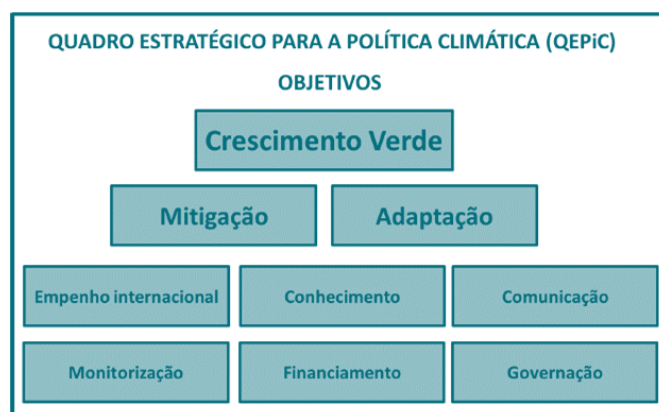 QUADRO ESTRATÉGICO PARA A POLÍTICA CLIMÁTICA (QEPiC)
OBJETIVOS
Crescimento Verde
Mitigação
Adaptação
Empenho internacional
Conhecimento
Comunicação
Monitorização
Financiamento
Governação